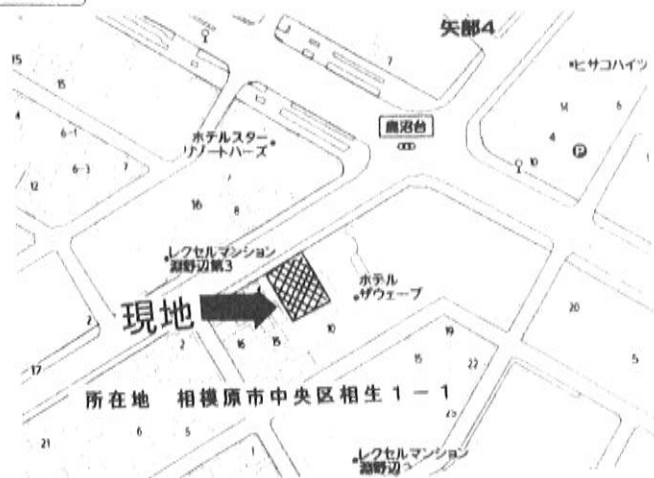 矢部4
7
ヒサコハイツ
15
15
14
6
鹿沼台
4
4
P
10
6-1
ホテルスター
リゾートハーズ
6-3
7
12
16
8
レクセルマンション
淵野辺第3
ホテル
ザウェーブ
現地
20
2
10
19
2
16
15
15
22
5
17
所在地 相模原市中央区相生1-1
21
6
5
1
レクセルマンション
淵野辺